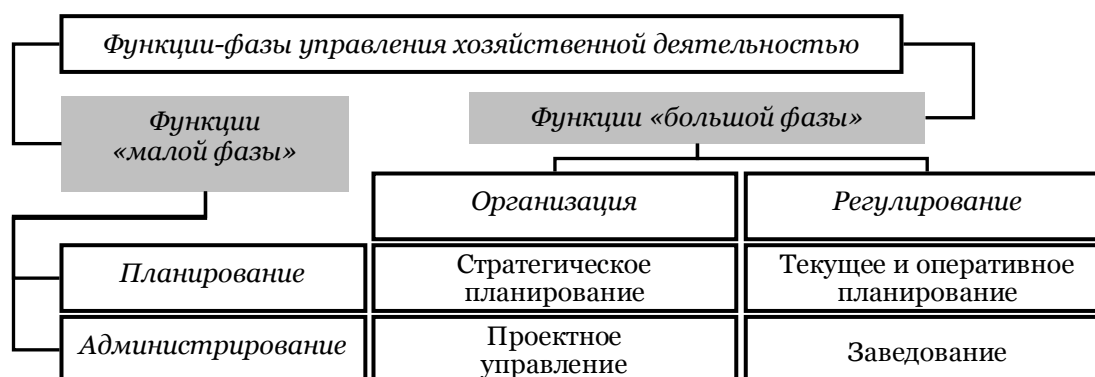 Функции-фазы управления хозяйственной деятельностью
Функции
«малой фазы»
Функции «большой фазы»
Организация
Регулирование
Планирование
Стратегическое
планирование
Текущее и оперативное
планирование
Администрирование
Проектное
управление
Заведование